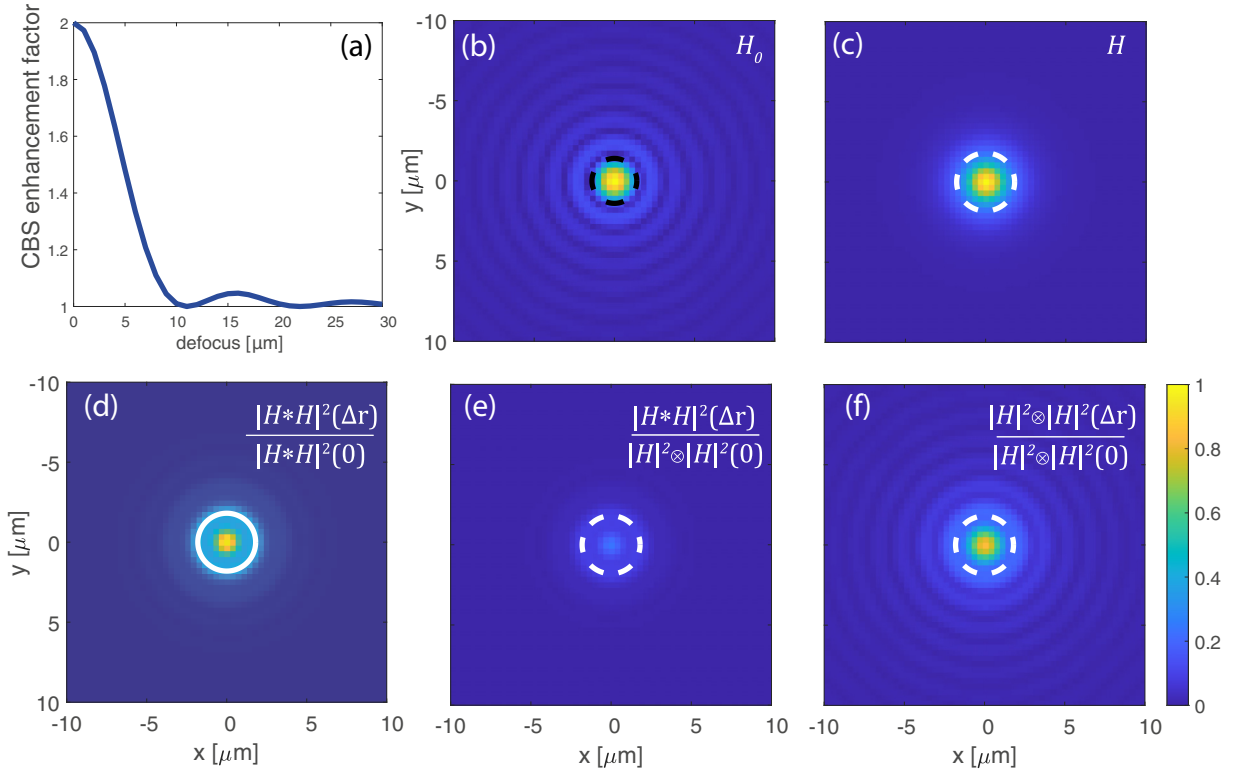 CBS enhancement factor
2
1.8
1.6
1.4
1.2
1
0
5
10
15
20
25
30
defocus [μm]
(a)
(b)
H₀
y [μm]
-10
-5
0
5
10
(c)
H
(d)
|H∗H|²(Δr)
|H∗H|²(0)
y [μm]
-10
-5
0
5
10
-10
-5
0
5
10
x [μm]
(e)
|H∗H|²(Δr)
|H|²⊗|H|²(0)
-10
-5
0
5
10
x [μm]
(f)
|H|²⊗|H|²(Δr)
|H|²⊗|H|²(0)
-10
-5
0
5
10
x [μm]
1
0.8
0.6
0.4
0.2
0